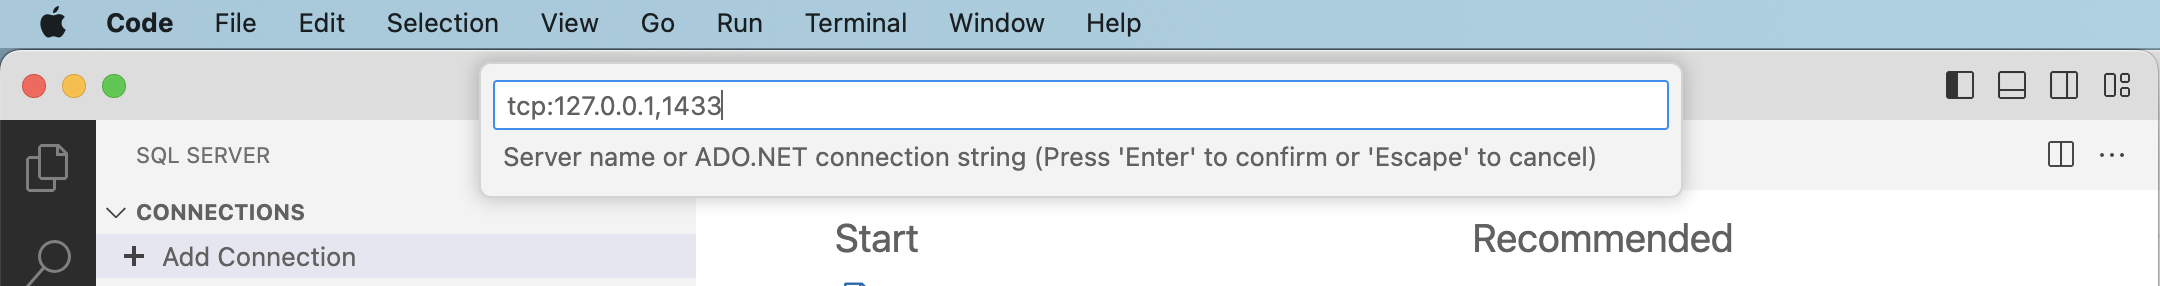 Code File Edit Selection View Go Run Terminal Window Help
tcp:127.0.0.1,1433
Server name or ADO.NET connection string (Press 'Enter' to confirm or 'Escape' to cancel)
SQL SERVER
CONNECTIONS
Add Connection
Start
Recommended